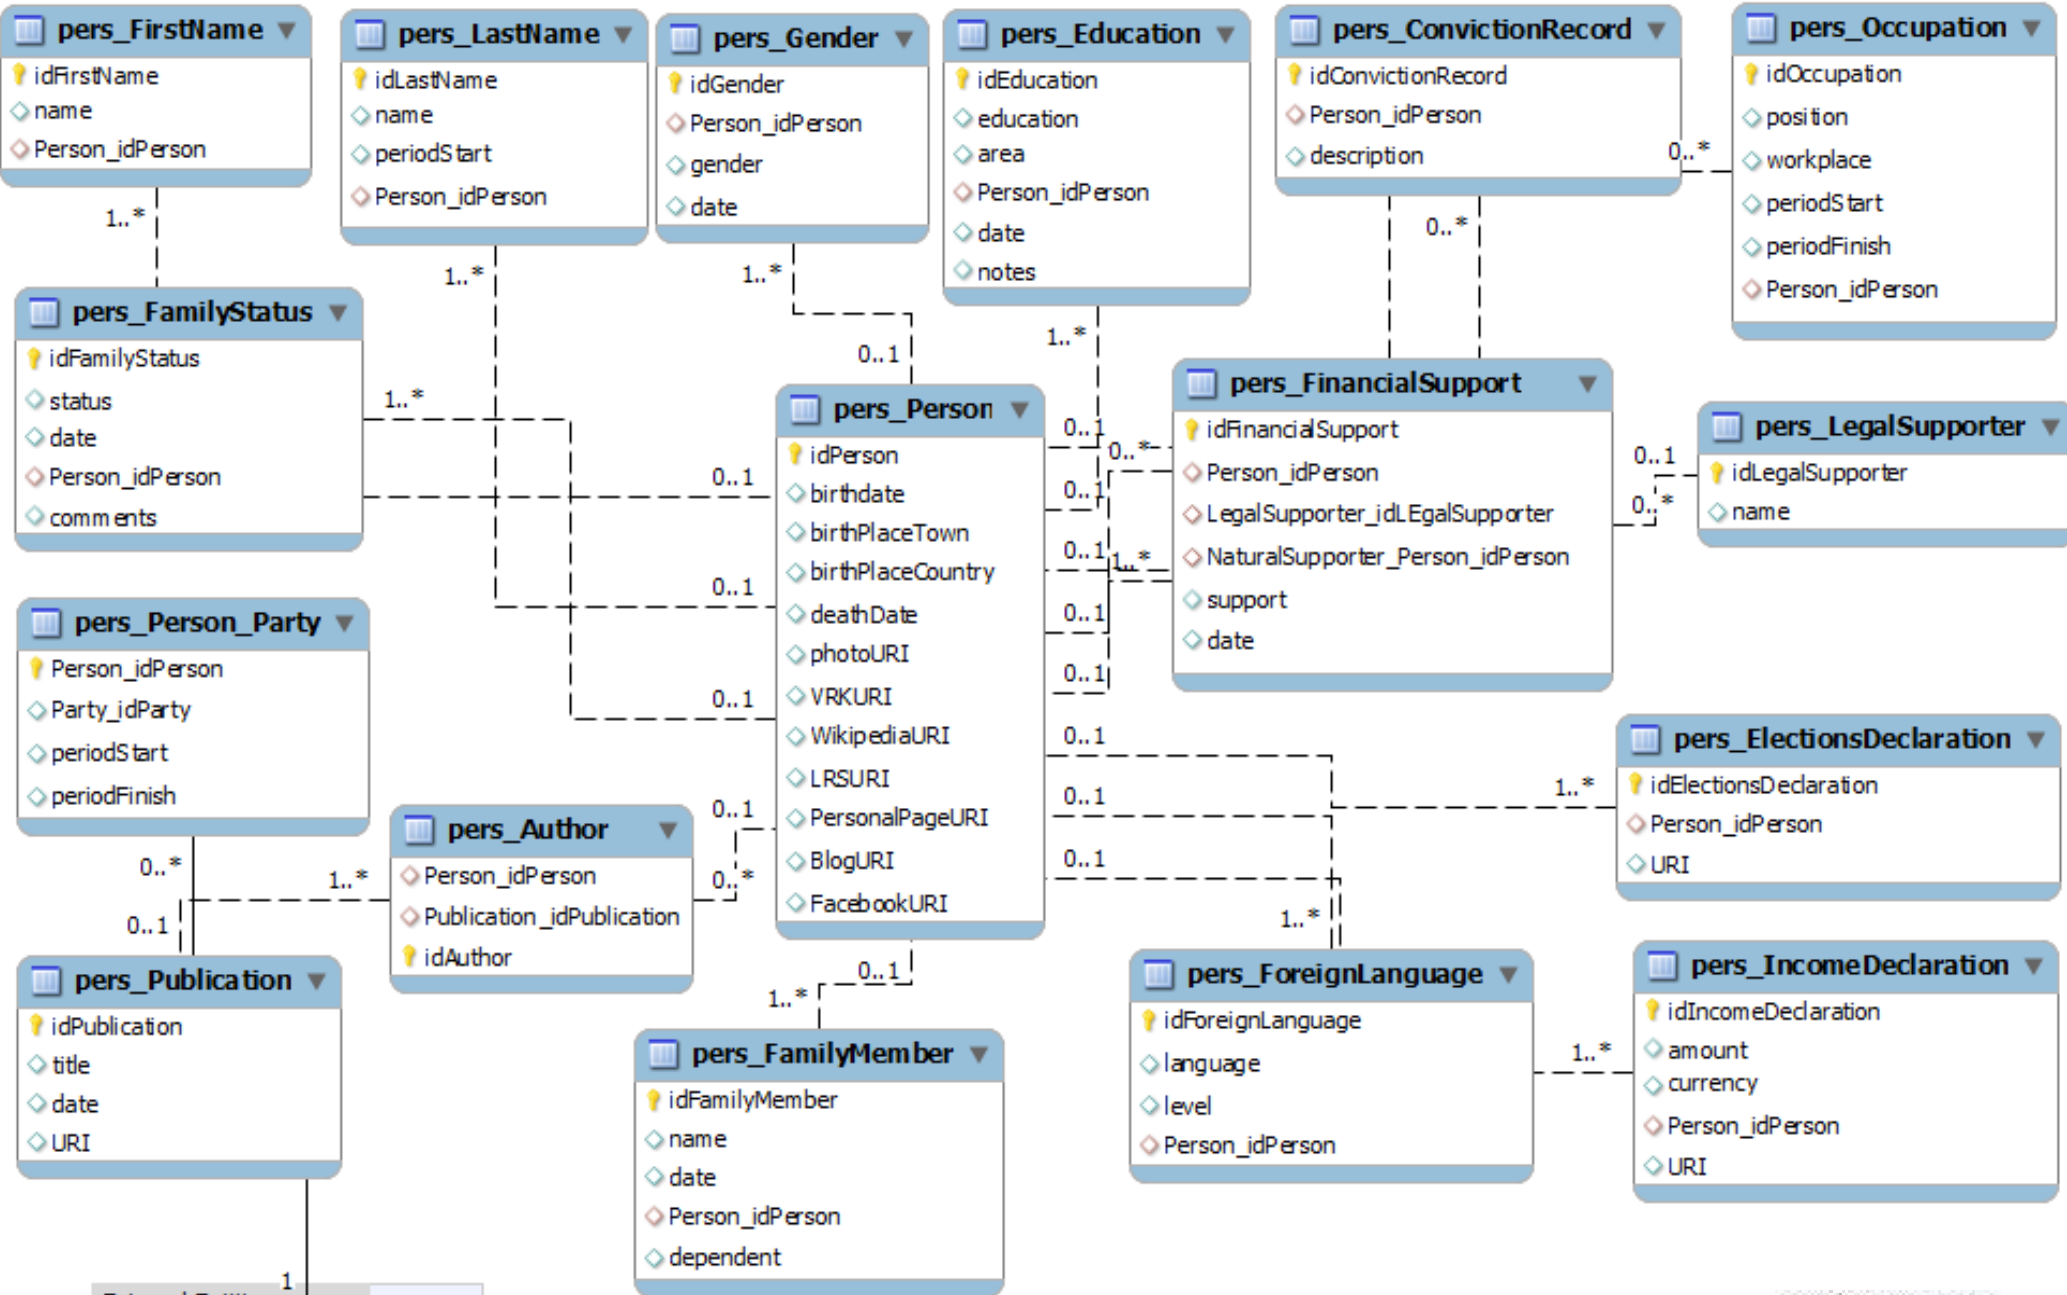 pers_FirstName
idFirstName
name
Person_idPerson
1..*
pers_LastName
idLastName
name
periodStart
Person_idPerson
1..*
pers_Gender
idGender
Person_idPerson
gender
date
1..*
0..1
pers_Education
idEducation
education
area
Person_idPerson
date
notes
1..*
pers_ConvictionRecord
idConvictionRecord
Person_idPerson
description
0..*
0..*
pers_Occupation
idOccupation
position
workplace
periodStart
periodFinish
Person_idPerson
pers_FamilyStatus
idFamilyStatus
status
date
Person_idPerson
comments
1..*
0..1
0..1
0..1
pers_Person
idPerson
birthdate
birthPlaceTown
birthPlaceCountry
deathDate
photoURI
VRKURI
WikipediaURI
LRSURI
PersonalPageURI
BlogURI
FacebookURI
0..1
0..*
0..1
0..1
1..*
0..1
0..1
0..1
0..1
0..1
pers_FinancialSupport
idFinancialSupport
Person_idPerson
LegalSupporter_idLEgalSupporter
NaturalSupporter_Person_idPerson
support
date
0..1
0..*
pers_LegalSupporter
idLegalSupporter
name
pers_Person_Party
Person_idPerson
Party_idParty
periodStart
periodFinish
0..*
0..1
1..*
pers_Author
Person_idPerson
Publication_idPublication
idAuthor
0..1
0..*
pers_ElectionsDeclaration
idElectionsDeclaration
Person_idPerson
URI
1..*
1..*
pers_Publication
idPublication
title
date
URI
1
0..1
1..*
pers_FamilyMember
idFamilyMember
name
date
Person_idPerson
dependent
pers_ForeignLanguage
idForeignLanguage
language
level
Person_idPerson
1..*
pers_IncomeDeclaration
idIncomeDeclaration
amount
currency
Person_idPerson
URI